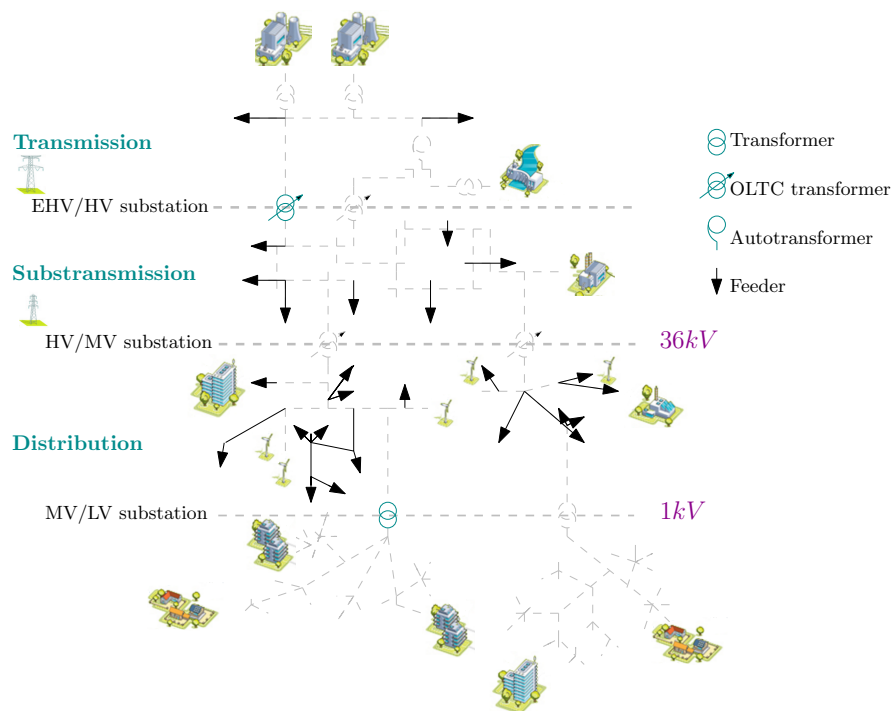 Transmission
Transformer
OLTC transformer
EHV/HV substation
Autotransformer
Substransmission
Feeder
HV/MV substation
36kV
Distribution
MV/LV substation
1kV